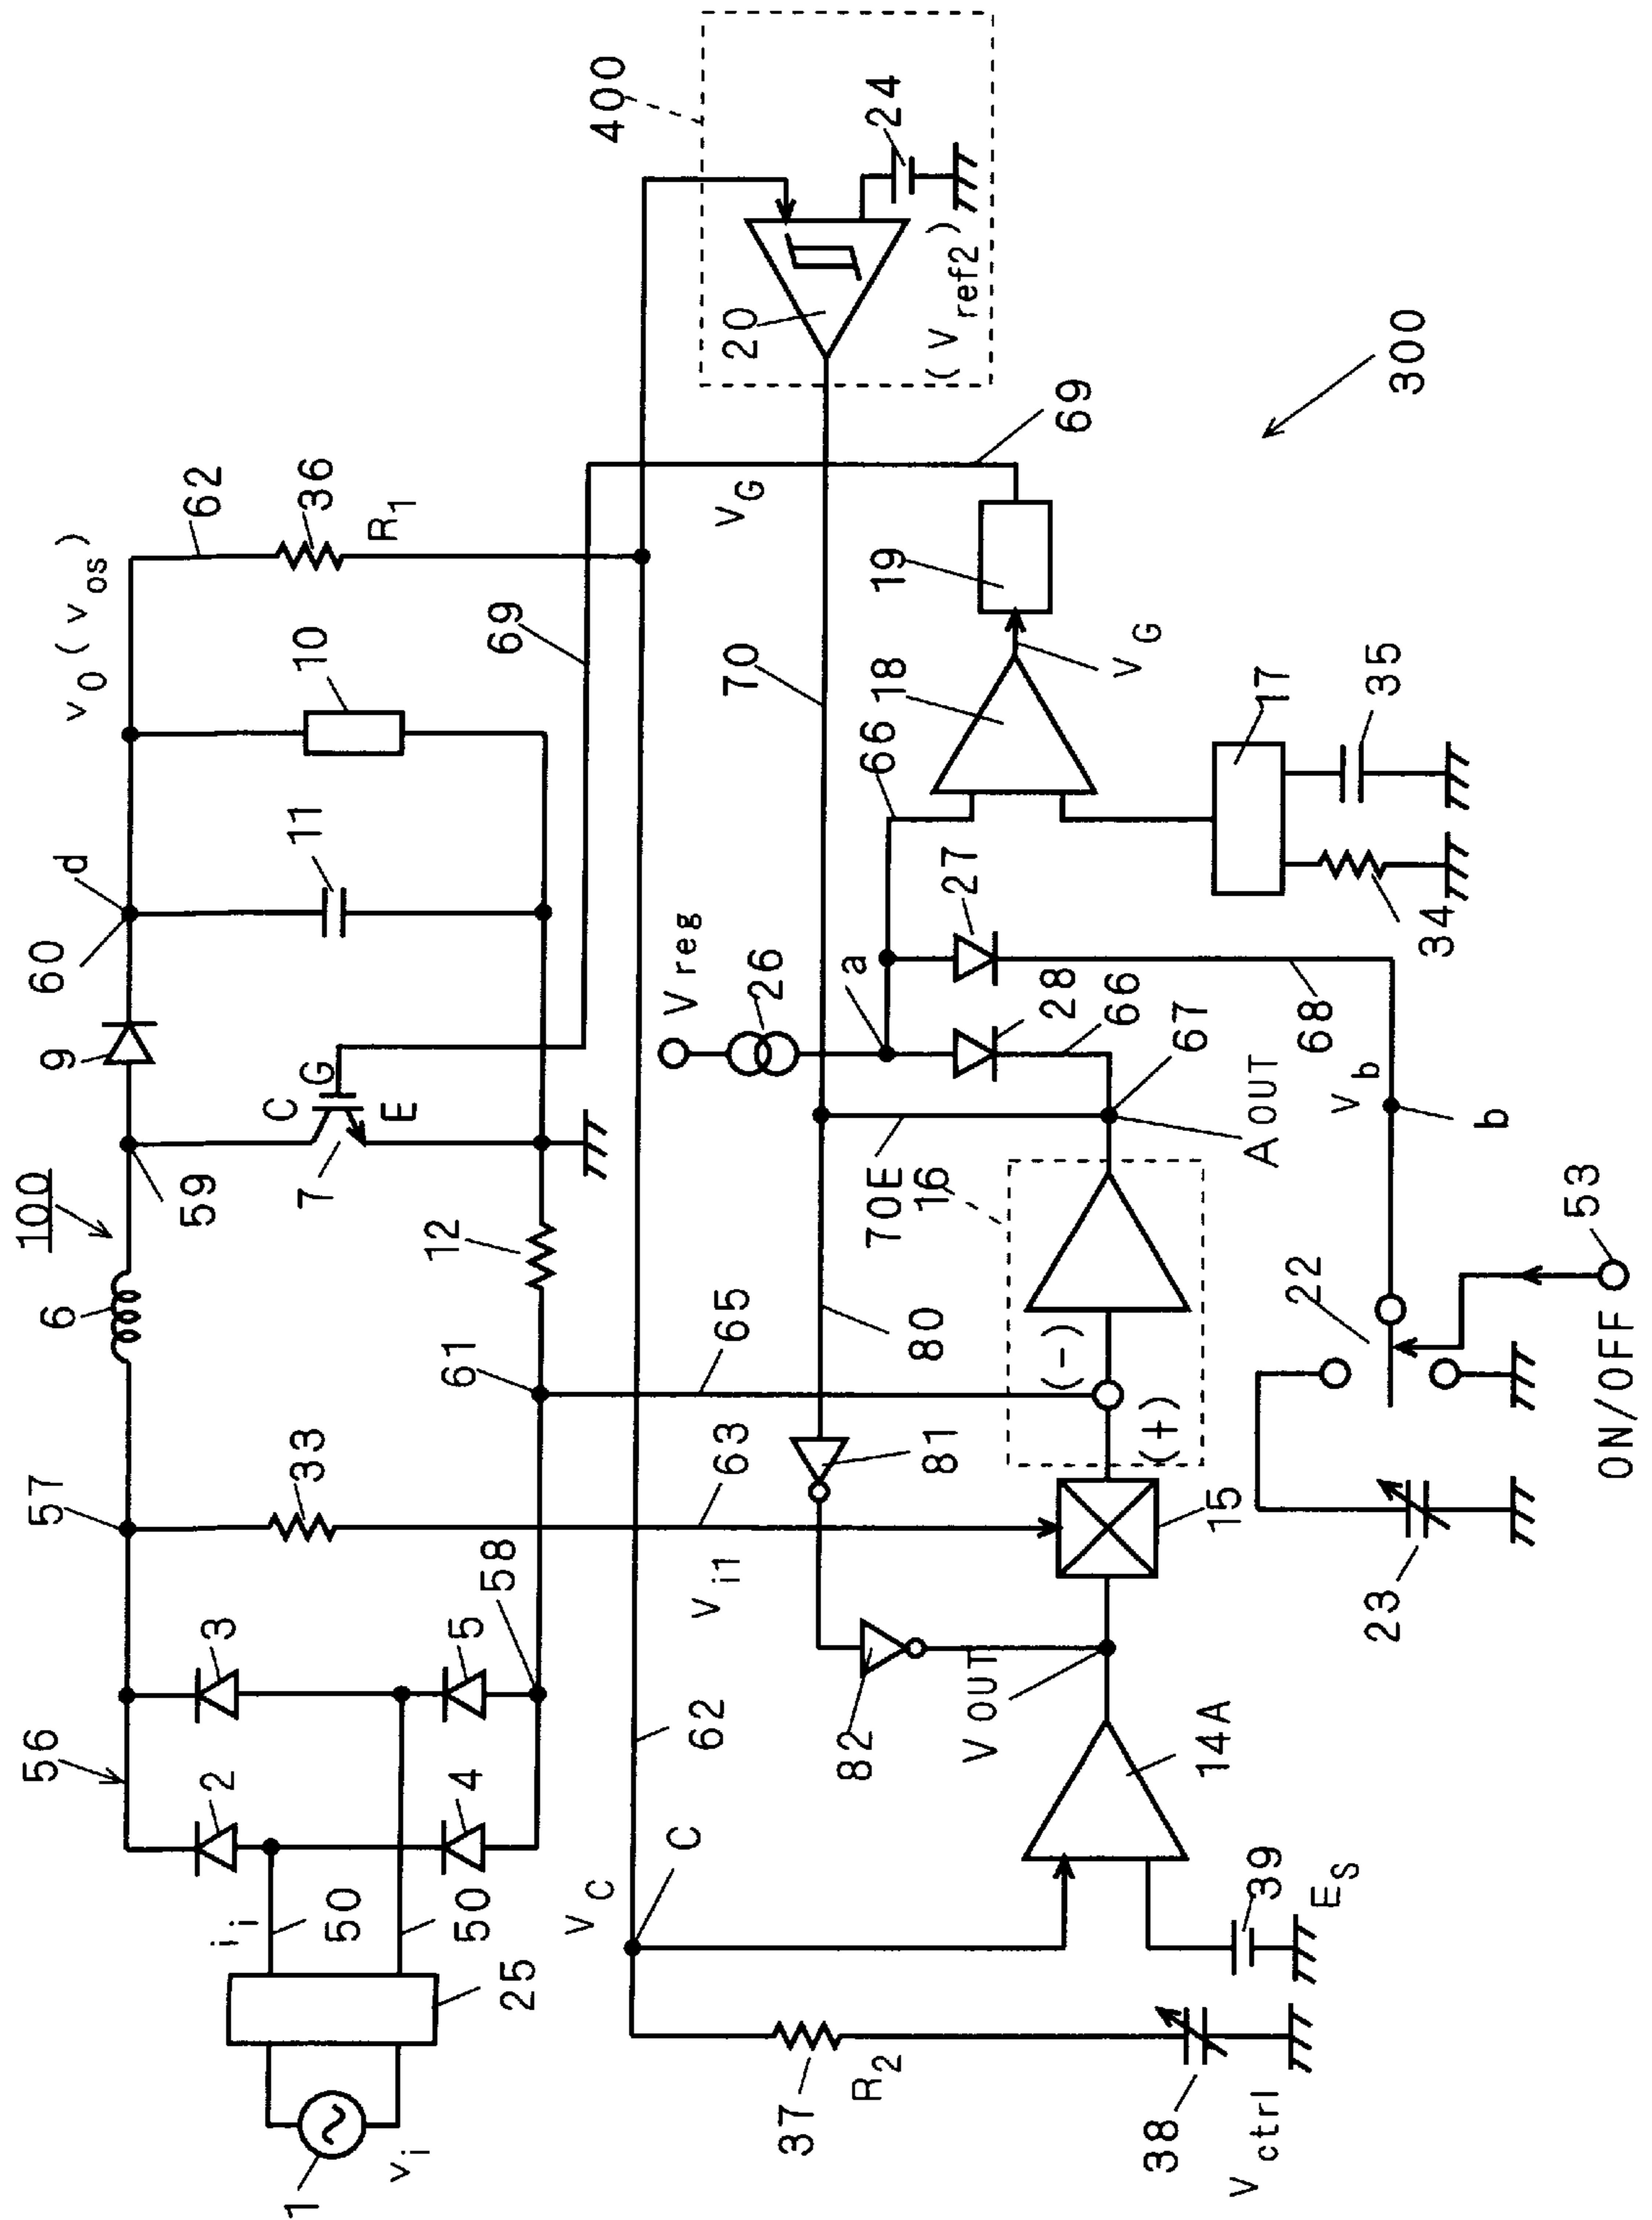 100
56
57
6
59
9
60
d
v0 (vos)
62
36
R1
400
2
3
33
7
C
G
E
11
10
69
ii
50
50
25
1
vi
4
5
58
61
12
VC
C
62
Vi1
63
65
80
70
VG
20
24
(Vref2)
Vreg
26
a
66
18
19
69
VG
300
37
R2
38
Vctrl
39
ES
14A
82
VOUT
81
15
(+)
(-)
16
70E
AOUT
67
66
28
27
68
34
17
35
23
22
Vb
b
ON/OFF
53